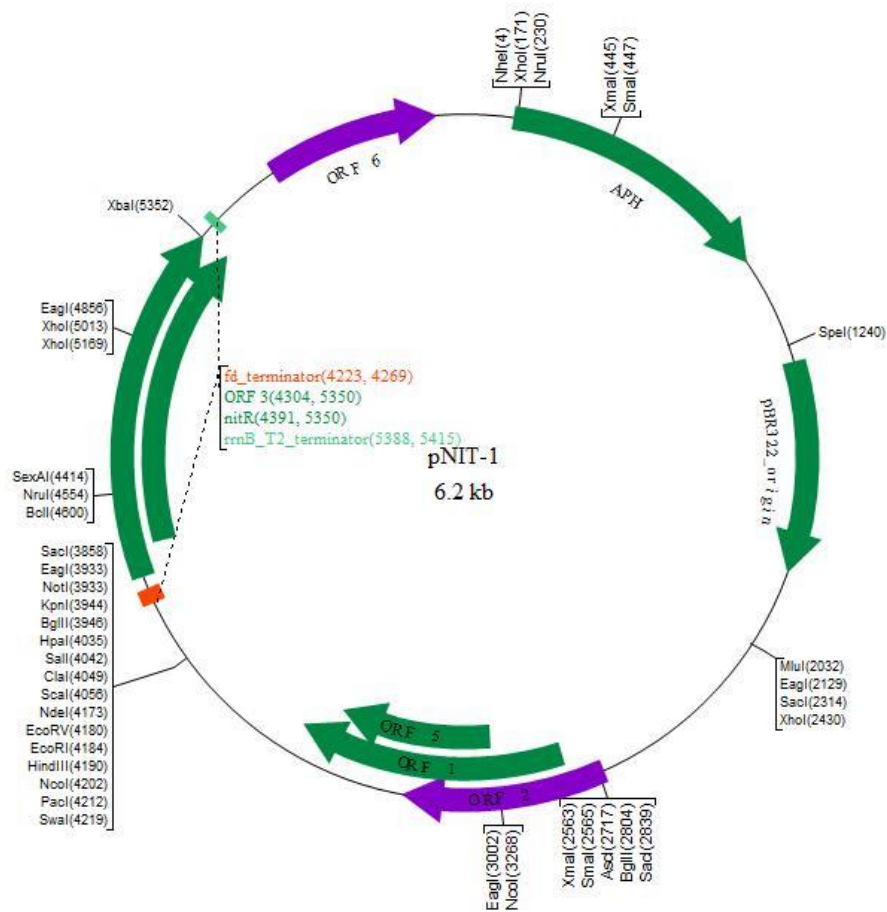 NheI(4)
XhoI(171)
NruI(230)
XmaI(445)
SmaI(447)
ORF 6
APH
XbaI(5352)
SpeI(1240)
EagI(4856)
XhoI(5013)
XhoI(5169)
fd_terminator(4223, 4269)
ORF 3(4304, 5350)
nitR(4391, 5350)
rrnB_T2_terminator(5388, 5415)
pBR322_origin
pNIT-1
6.2 kb
SexAI(4414)
NruI(4554)
BclI(4600)
SacI(3858)
EagI(3933)
NotI(3933)
KpnI(3944)
BglII(3946)
HpaI(4035)
SalI(4042)
ClaI(4049)
ScaI(4056)
NdeI(4173)
EcoRV(4180)
EcoRI(4184)
HindIII(4190)
NcoI(4202)
PacI(4212)
SwaI(4219)
MluI(2032)
EagI(2129)
SacI(2314)
XhoI(2430)
ORF 5
ORF 1
ORF 2
EagI(3002)
NcoI(3268)
XmaI(2563)
SmaI(2565)
AscI(2717)
BglII(2804)
SacI(2839)